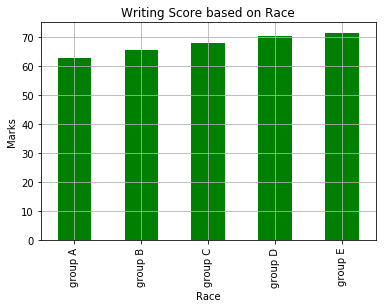 Writing Score based on Race
70
60
50
40
30
20
10
0
Marks
group A
group B
group C
group D
group E
Race